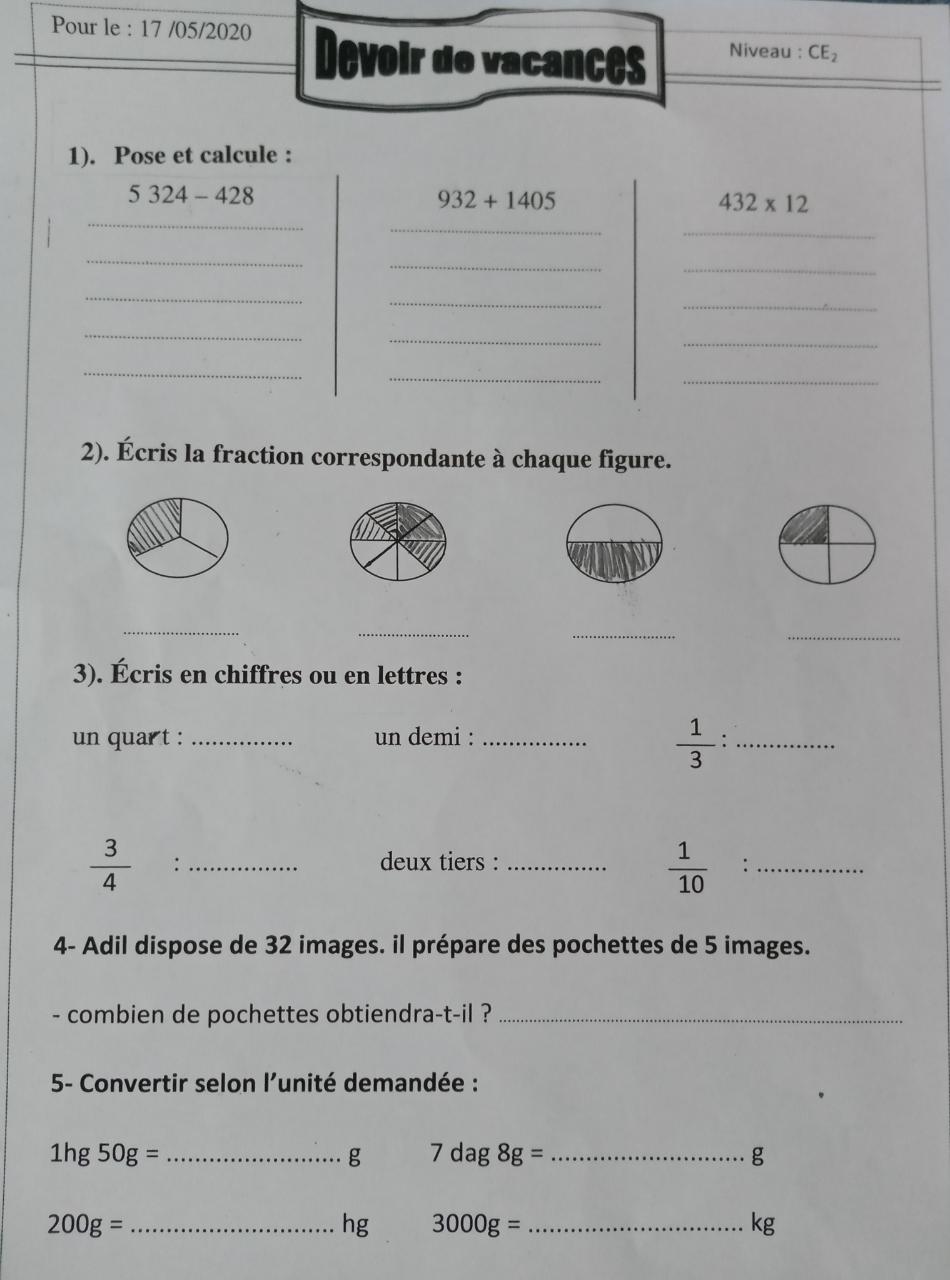 Pour le : 17 /05/2020
Devoir de vacances
Niveau : CE₂
1). Pose et calcule :
5 324 – 428
932 + 1405
432 x 12
2). Écris la fraction correspondante à chaque figure.
3). Écris en chiffres ou en lettres :
un quart : ............... un demi : ................ 1/3 : ..............
3/4 : ................ deux tiers : .............. 1/10 : ...............
4- Adil dispose de 32 images. il prépare des pochettes de 5 images.
- combien de pochettes obtiendra-t-il ? ................................
5- Convertir selon l’unité demandée :
1hg 50g = ........................ g 7 dag 8g = ........................... g
200g = ............................ hg 3000g = .............................. kg